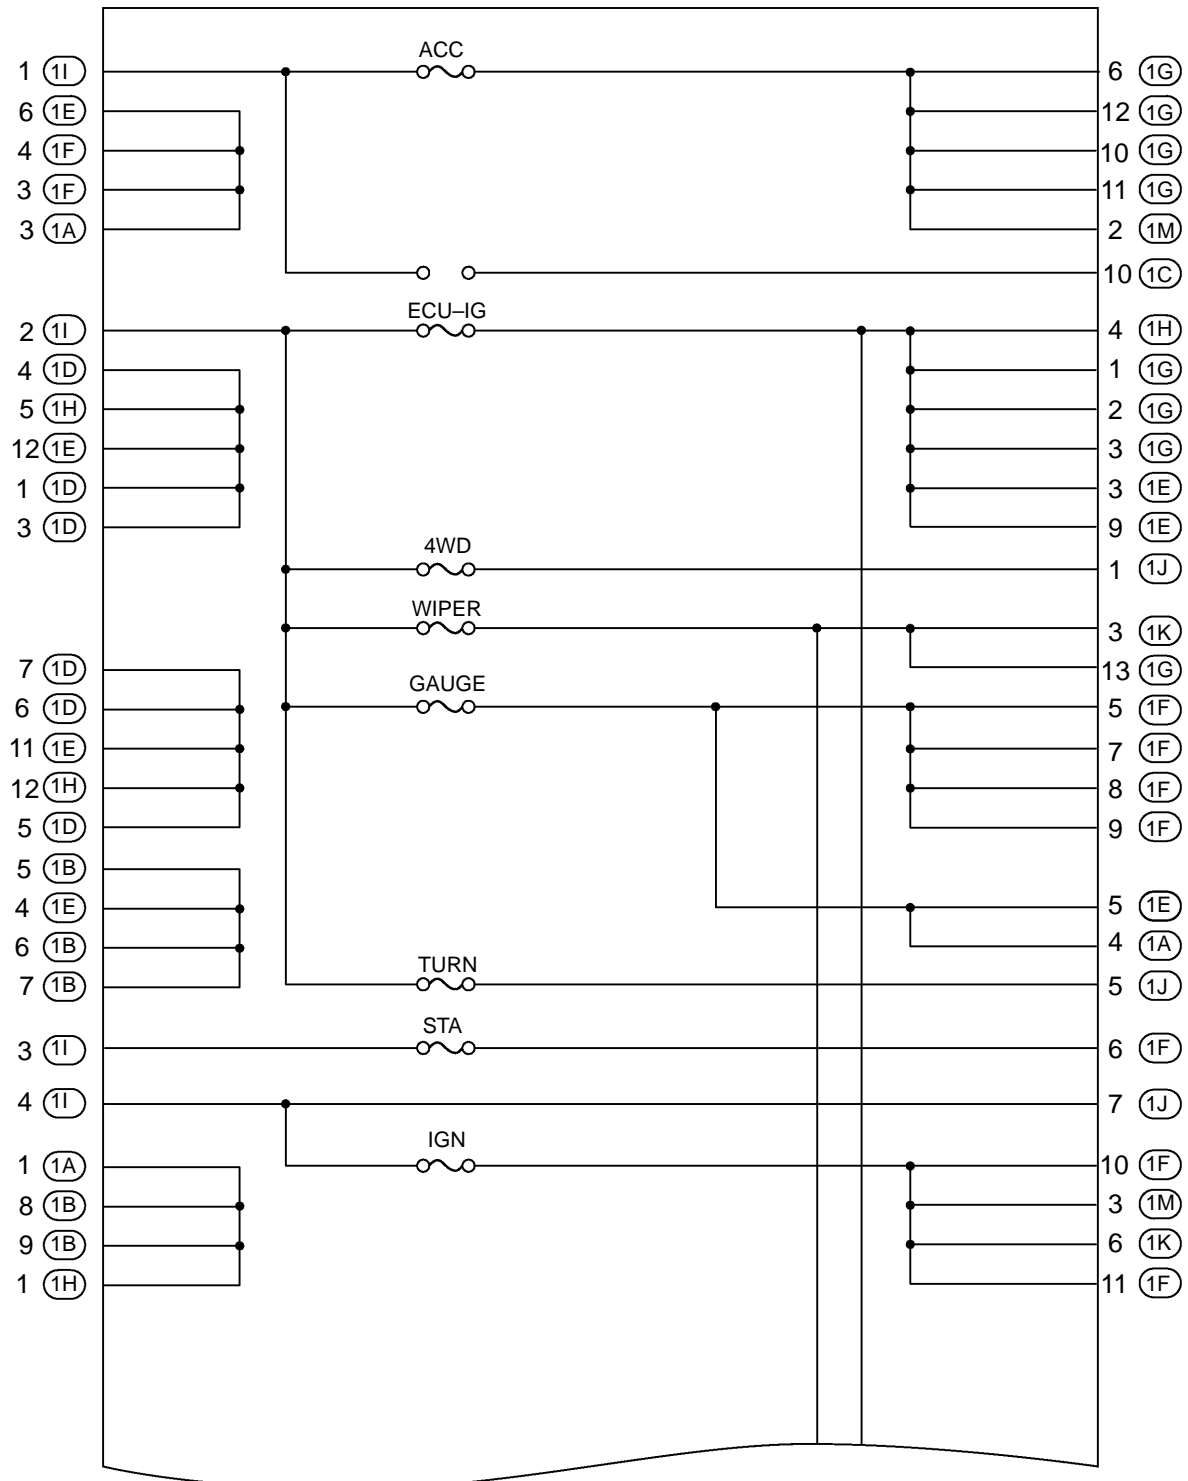 ACC
1 1I 6 1G
6 1E 12 1G
4 1F 10 1G
3 1F 11 1G
3 1A 2 1M
10 1C
ECU–IG
2 1I 4 1H
4 1D 1 1G
5 1H 2 1G
12 1E 3 1G
1 1D 3 1E
3 1D 9 1E
4WD
1 1J
WIPER
3 1K
7 1D 13 1G
GAUGE
6 1D 5 1F
11 1E 7 1F
12 1H 8 1F
5 1D 9 1F
5 1B
4 1E 5 1E
6 1B 4 1A
TURN
7 1B 5 1J
STA
3 1I 6 1F
4 1I 7 1J
IGN
1 1A 10 1F
8 1B 3 1M
9 1B 6 1K
1 1H 11 1F